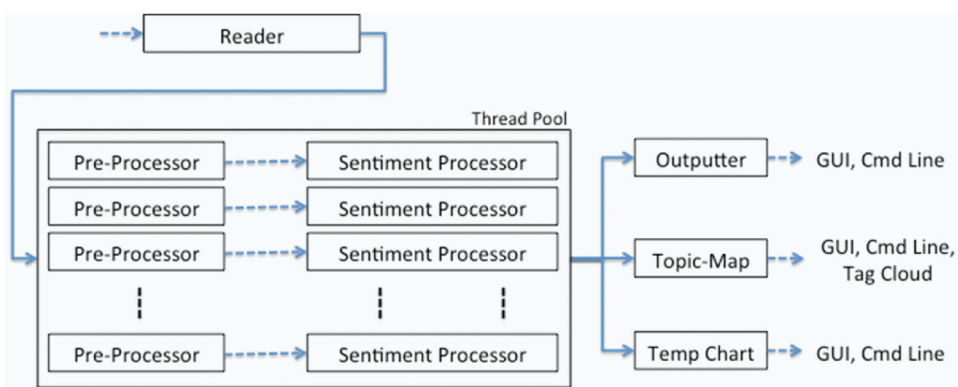 Reader
Thread Pool
Pre-Processor
Sentiment Processor
Pre-Processor
Sentiment Processor
Pre-Processor
Sentiment Processor
Pre-Processor
Sentiment Processor
Outputter
GUI, Cmd Line
Topic-Map
GUI, Cmd Line,
Tag Cloud
Temp Chart
GUI, Cmd Line